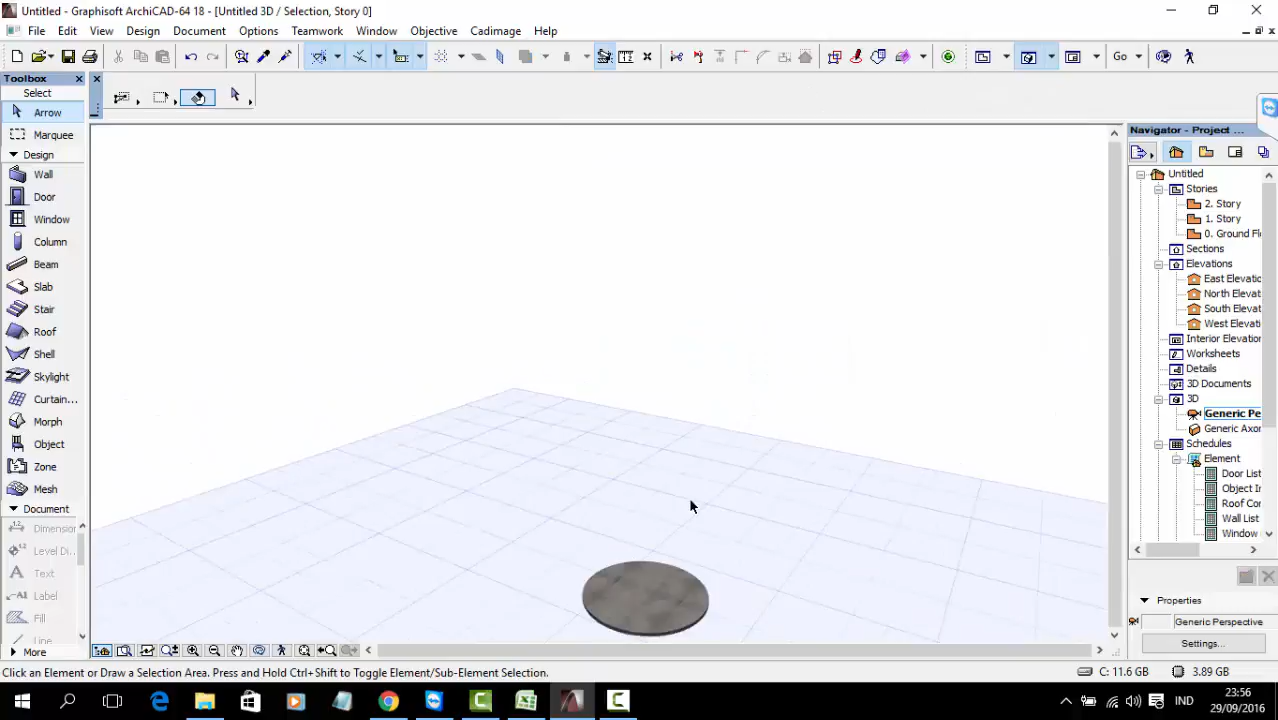 Untitled - Graphisoft ArchiCAD-64 18 - [Untitled 3D / Selection, Story 0]
File Edit View Design Document Options Teamwork Window Objective Cadimage Help
Go
Toolbox
Select
Arrow
Marquee
Design
Wall
Door
Window
Column
Beam
Slab
Stair
Roof
Shell
Skylight
Curtain...
Morph
Object
Zone
Mesh
Document
Dimensior
Level Di...
Text
Label
Fill
Line
More
Navigator - Project ...
Untitled
Stories
2. Story
1. Story
0. Ground Fl
Sections
Elevations
East Elevatio
North Elevat
South Elevat
West Elevati
Interior Elevation
Worksheets
Details
3D Documents
3D
Generic Pe
Generic Axor
Schedules
Element
Door List
Object In
Roof Cor
Wall List
Window
Properties
Generic Perspective
Settings...
Click an Element or Draw a Selection Area. Press and Hold Ctrl+Shift to Toggle Element/Sub-Element Selection.
C: 11.6 GB
3.89 GB
IND
23:56
29/09/2016